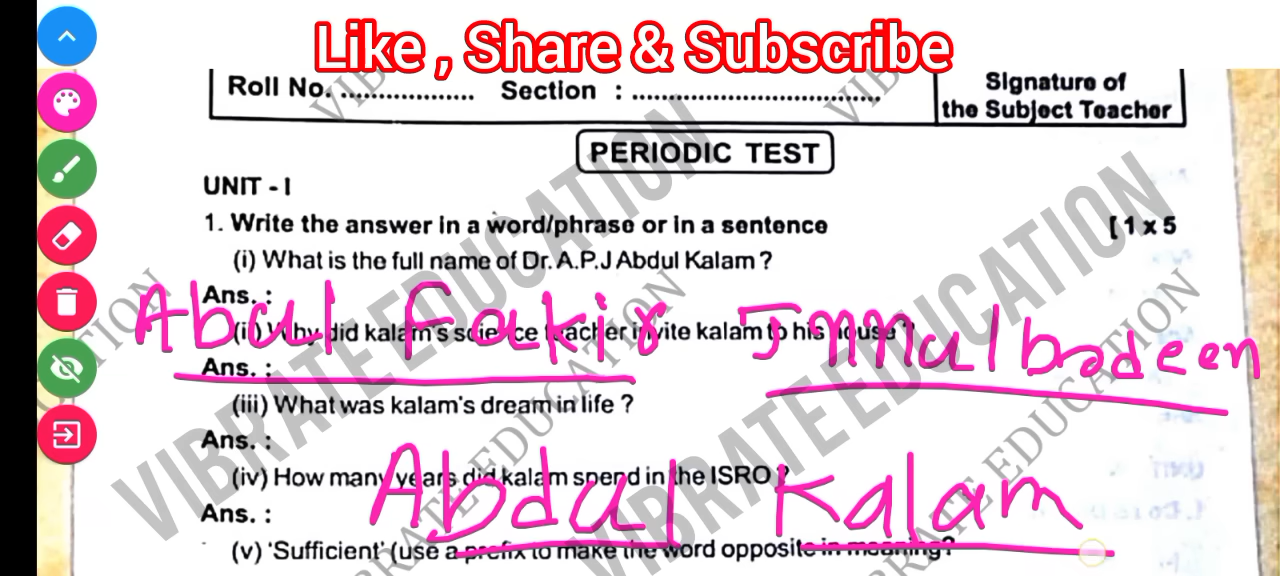 Like , Share & Subscribe
Roll No. .................. Section : ................................... Signature of
the Subject Teacher
PERIODIC TEST
UNIT - I
1. Write the answer in a word/phrase or in a sentence [ 1 x 5
(i) What is the full name of Dr. A.P.J Abdul Kalam ?
Ans. :
Abul Fakir
(ii) Why did kalam's science teacher invite kalam to his house ?
Ans. :
(iii) What was kalam's dream in life ?
Ans. :
(iv) How many years did kalam spend in the ISRO ?
Abdul Kalam
Ans. :
(v) 'Sufficient' (use a prefix to make the word opposite in meaning?
VIBRATE EDUCATION
VIBRATE EDUCATION